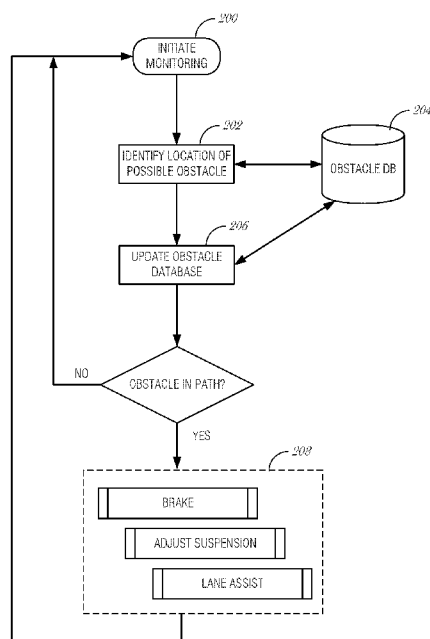 200
INITIATE
MONITORING
202
204
IDENTIFY LOCATION OF
POSSIBLE OBSTACLE
OBSTACLE DB
206
UPDATE OBSTACLE
DATABASE
NO
OBSTACLE IN PATH?
YES
208
BRAKE
ADJUST SUSPENSION
LANE ASSIST